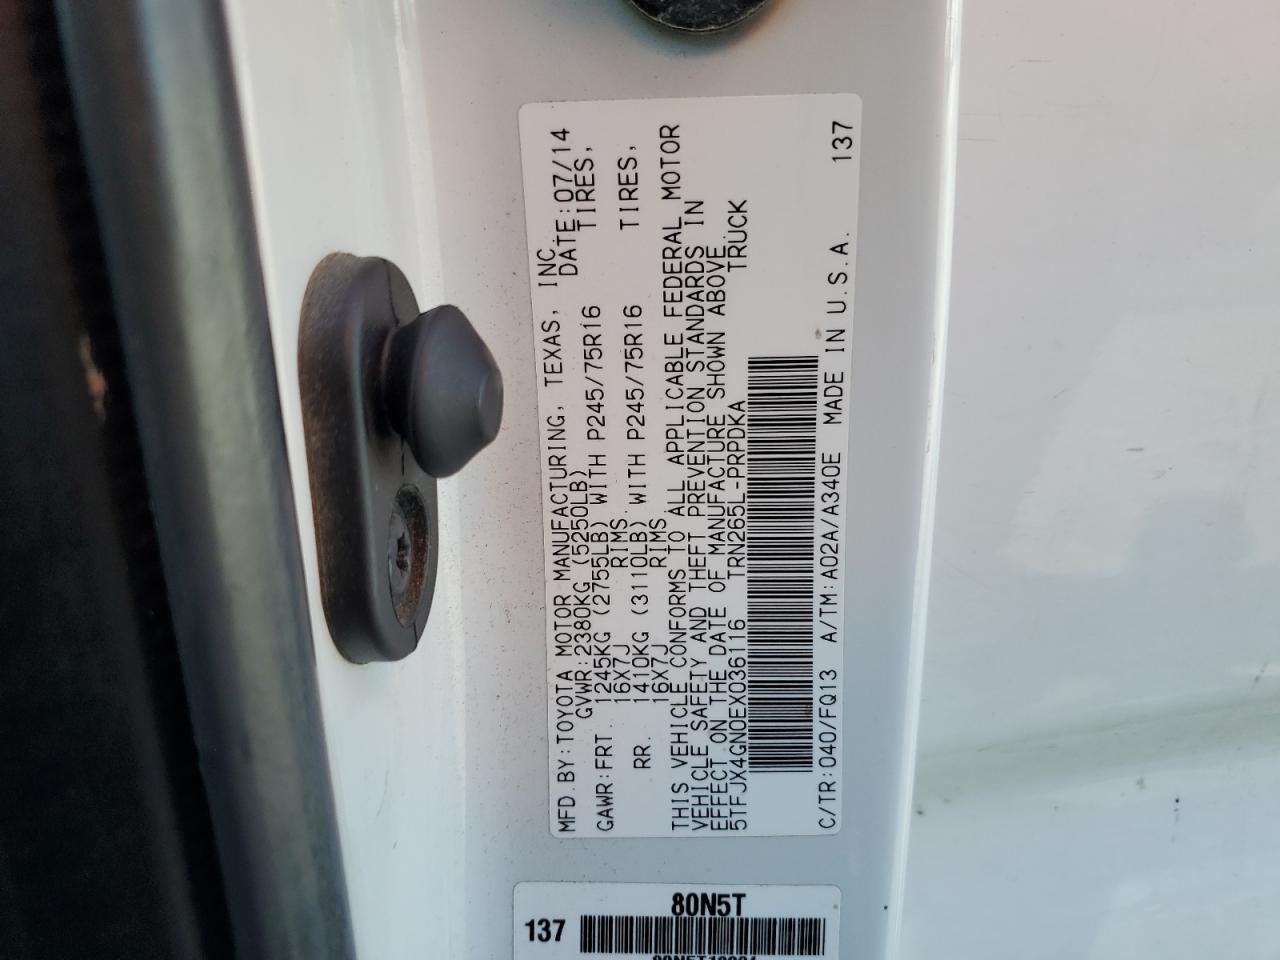 MFD. BY: TOYOTA MOTOR MANUFACTURING, TEXAS, INC.
GVWR: 2380KG (5250LB) DATE: 07/14
GAWR: FRT. 1245KG (2755LB) WITH P245/75R16 TIRES,
16X7J RIMS.
RR. 1410KG (3110LB) WITH P245/75R16 TIRES,
16X7J RIMS
THIS VEHICLE CONFORMS TO ALL APPLICABLE FEDERAL MOTOR
VEHICLE SAFETY AND THEFT PREVENTION STANDARDS IN
EFFECT ON THE DATE OF MANUFACTURE SHOWN ABOVE.
5TFJX4GN0EX036116 TRN265L-PRPDKA TRUCK
C/TR: 040/FQ13 A/TM: A02A/A340E MADE IN U.S.A. 137
80N5T
137